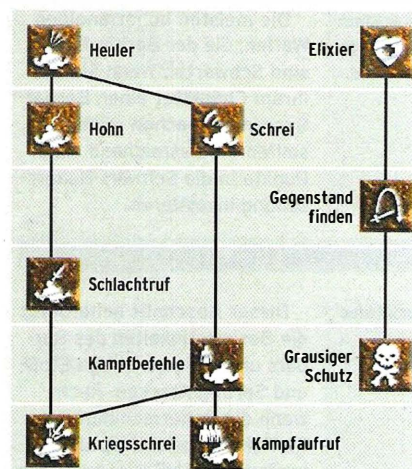 Heuler
Elixier
Hohn
Schrei
Gegenstand
finden
Schlachtruf
Kampfbefehle
Grausiger
Schutz
Kriegsschrei
Kampfaufruf